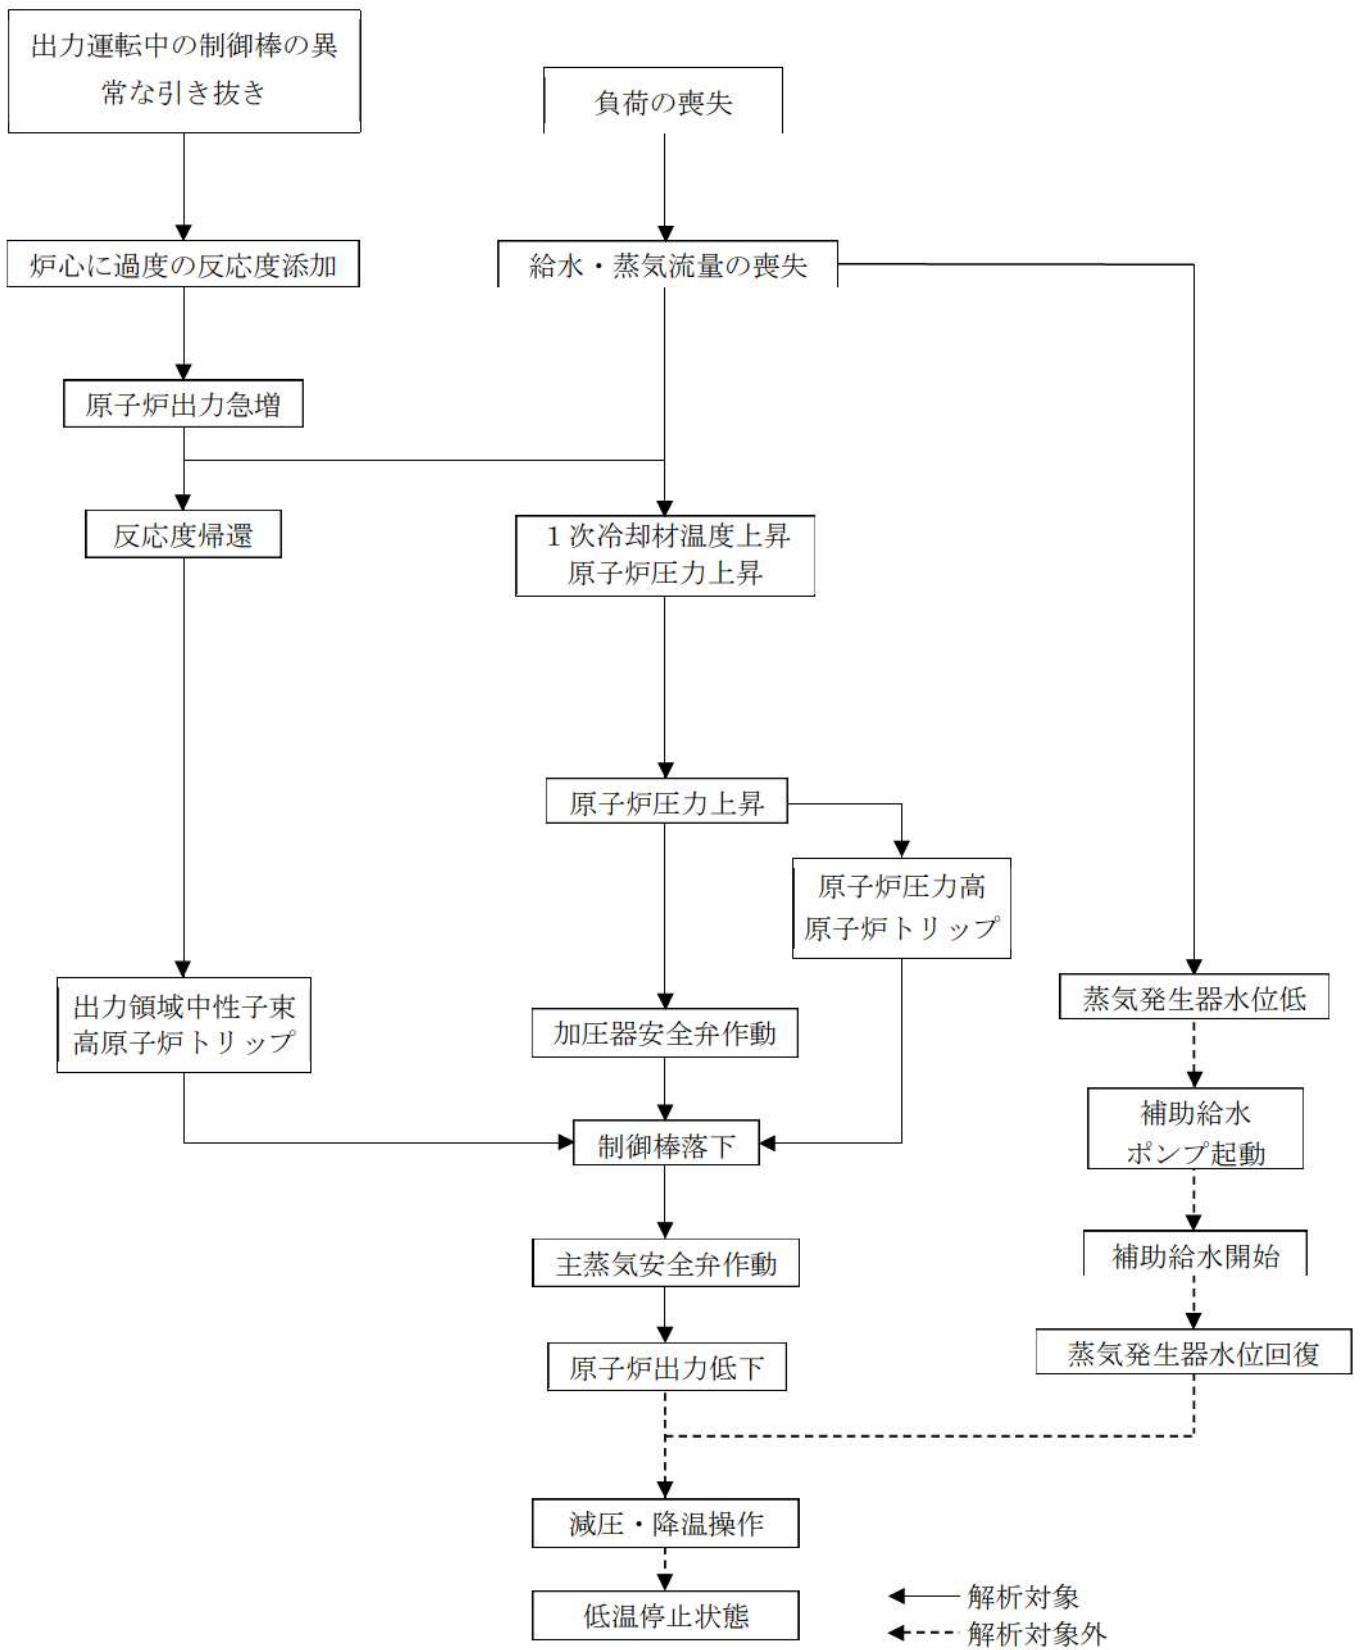 出力運転中の制御棒の異
常な引き抜き
負荷の喪失
炉心に過度の反応度添加
給水・蒸気流量の喪失
原子炉出力急増
反応度帰還
１次冷却材温度上昇
原子炉圧力上昇
原子炉圧力上昇
原子炉圧力高
原子炉トリップ
出力領域中性子束
高原子炉トリップ
加圧器安全弁作動
蒸気発生器水位低
制御棒落下
補助給水
ポンプ起動
主蒸気安全弁作動
補助給水開始
原子炉出力低下
蒸気発生器水位回復
減圧・降温操作
低温停止状態
解析対象
解析対象外